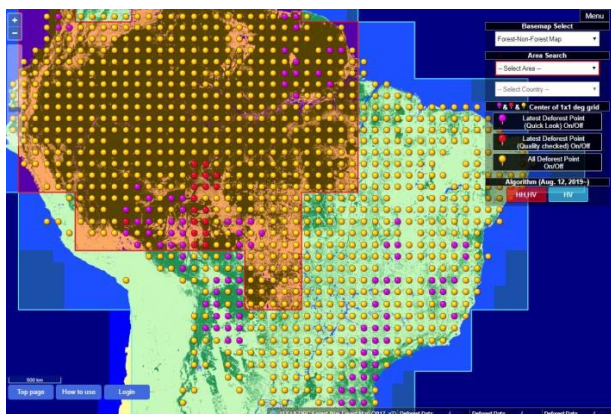 Menu
+
−
Basemap Select
Forest-Non-Forest Map
Area Search
-- Select Area --
-- Select Country --
& & Center of 1x1 deg grid
Latest Deforest Point
(Quick Look) On/Off
Latest Deforest Point
(Quality checked) On/Off
All Deforest Point
On/Off
Algorithm (Aug. 12, 2019~)
HH,HV
HV
500 km
Top page
How to use
Login